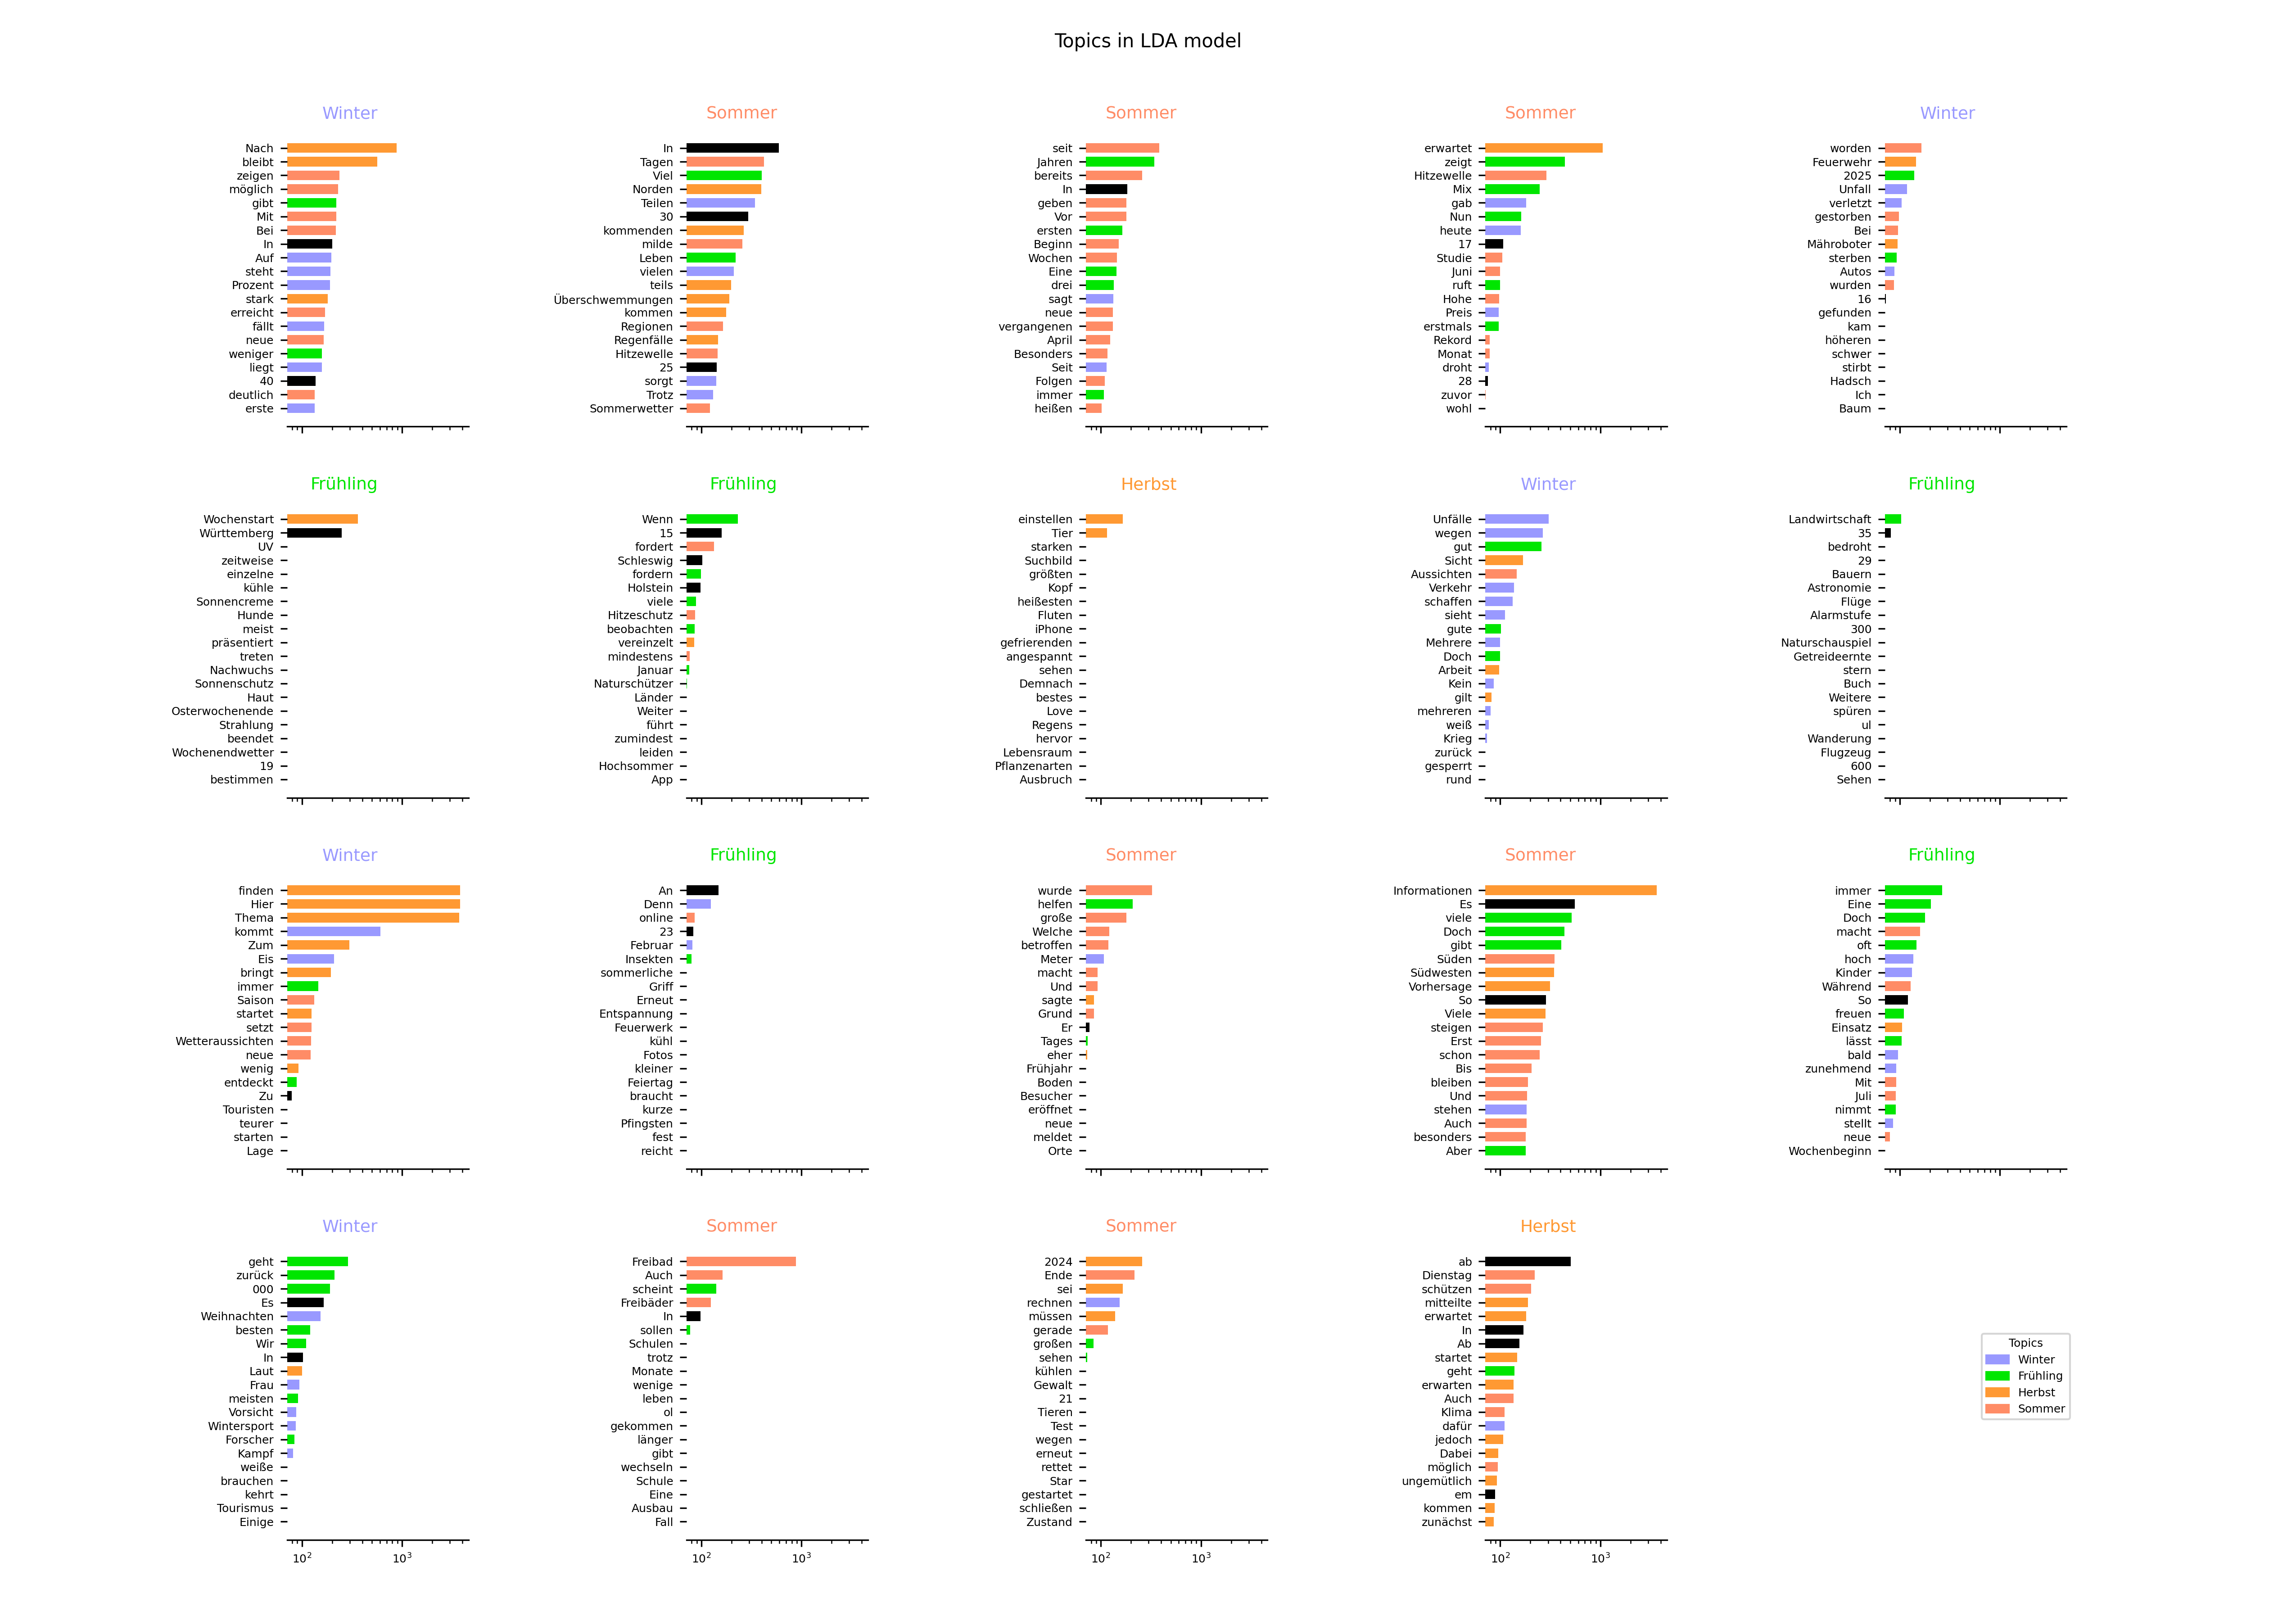 Topics in LDA model
Winter
Nach
bleibt
zeigen
möglich
gibt
Mit
Bei
In
Auf
steht
Prozent
stark
erreicht
fällt
neue
weniger
liegt
40
deutlich
erste
Sommer
In
Tagen
Viel
Norden
Teilen
30
kommenden
milde
Leben
vielen
teils
Überschwemmungen
kommen
Regionen
Regenfälle
Hitzewelle
25
sorgt
Trotz
Sommerwetter
Sommer
seit
Jahren
bereits
In
geben
Vor
ersten
Beginn
Wochen
Eine
drei
sagt
neue
vergangenen
April
Besonders
Seit
Folgen
immer
heißen
Sommer
erwartet
zeigt
Hitzewelle
Mix
gab
Nun
heute
17
Studie
Juni
ruft
Hohe
Preis
erstmals
Rekord
Monat
droht
28
zuvor
wohl
Winter
worden
Feuerwehr
2025
Unfall
verletzt
gestorben
Bei
Mähroboter
sterben
Autos
wurden
16
gefunden
kam
höheren
schwer
stirbt
Hadsch
Ich
Baum
Frühling
Wochenstart
Württemberg
UV
zeitweise
einzelne
kühle
Sonnencreme
Hunde
meist
präsentiert
treten
Nachwuchs
Sonnenschutz
Haut
Osterwochenende
Strahlung
beendet
Wochenendwetter
19
bestimmen
Frühling
Wenn
15
fordert
Schleswig
fordern
Holstein
viele
Hitzeschutz
beobachten
vereinzelt
mindestens
Januar
Naturschützer
Länder
Weiter
führt
zumindest
leiden
Hochsommer
App
Herbst
einstellen
Tier
starken
Suchbild
größten
Kopf
heißesten
Fluten
iPhone
gefrierenden
angespannt
sehen
Demnach
bestes
Love
Regens
hervor
Lebensraum
Pflanzenarten
Ausbruch
Winter
Unfälle
wegen
gut
Sicht
Aussichten
Verkehr
schaffen
sieht
gute
Mehrere
Doch
Arbeit
Kein
gilt
mehreren
weiß
Krieg
zurück
gesperrt
rund
Frühling
Landwirtschaft
35
bedroht
29
Bauern
Astronomie
Flüge
Alarmstufe
300
Naturschauspiel
Getreideernte
stern
Buch
Weitere
spüren
ul
Wanderung
Flugzeug
600
Sehen
Winter
finden
Hier
Thema
kommt
Zum
Eis
bringt
immer
Saison
startet
setzt
Wetteraussichten
neue
wenig
entdeckt
Zu
Touristen
teurer
starten
Lage
Frühling
An
Denn
online
23
Februar
Insekten
sommerliche
Griff
Erneut
Entspannung
Feuerwerk
kühl
Fotos
kleiner
Feiertag
braucht
kurze
Pfingsten
fest
reicht
Sommer
wurde
helfen
große
Welche
betroffen
Meter
macht
Und
sagte
Grund
Er
Tages
eher
Frühjahr
Boden
Besucher
eröffnet
neue
meldet
Orte
Sommer
Informationen
Es
viele
Doch
gibt
Süden
Südwesten
Vorhersage
So
Viele
steigen
Erst
schon
Bis
bleiben
Und
stehen
Auch
besonders
Aber
Frühling
immer
Eine
Doch
macht
oft
hoch
Kinder
Während
So
freuen
Einsatz
lässt
bald
zunehmend
Mit
Juli
nimmt
stellt
neue
Wochenbeginn
Winter
geht
zurück
000
Es
Weihnachten
besten
Wir
In
Laut
Frau
meisten
Vorsicht
Wintersport
Forscher
Kampf
weiße
brauchen
kehrt
Tourismus
Einige
10²
10³
Sommer
Freibad
Auch
scheint
Freibäder
In
sollen
Schulen
trotz
Monate
wenige
leben
ol
gekommen
länger
gibt
wechseln
Schule
Eine
Ausbau
Fall
10²
10³
Sommer
2024
Ende
sei
rechnen
müssen
gerade
großen
sehen
kühlen
Gewalt
21
Tieren
Test
wegen
erneut
rettet
Star
gestartet
schließen
Zustand
10²
10³
Herbst
ab
Dienstag
schützen
mitteilte
erwartet
In
Ab
startet
geht
erwarten
Auch
Klima
dafür
jedoch
Dabei
möglich
ungemütlich
em
kommen
zunächst
10²
10³
Topics
Winter
Frühling
Herbst
Sommer